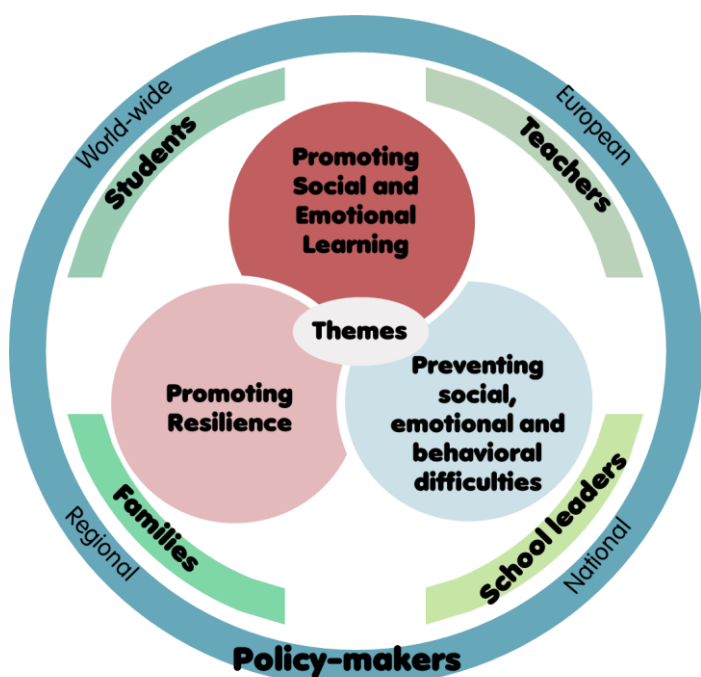 World-wide
European
Students
Teachers
Promoting
Social and
Emotional
Learning
Themes
Promoting
Resilience
Preventing
social,
emotional and
behavioral
difficulties
Families
School leaders
Regional
National
Policy-makers